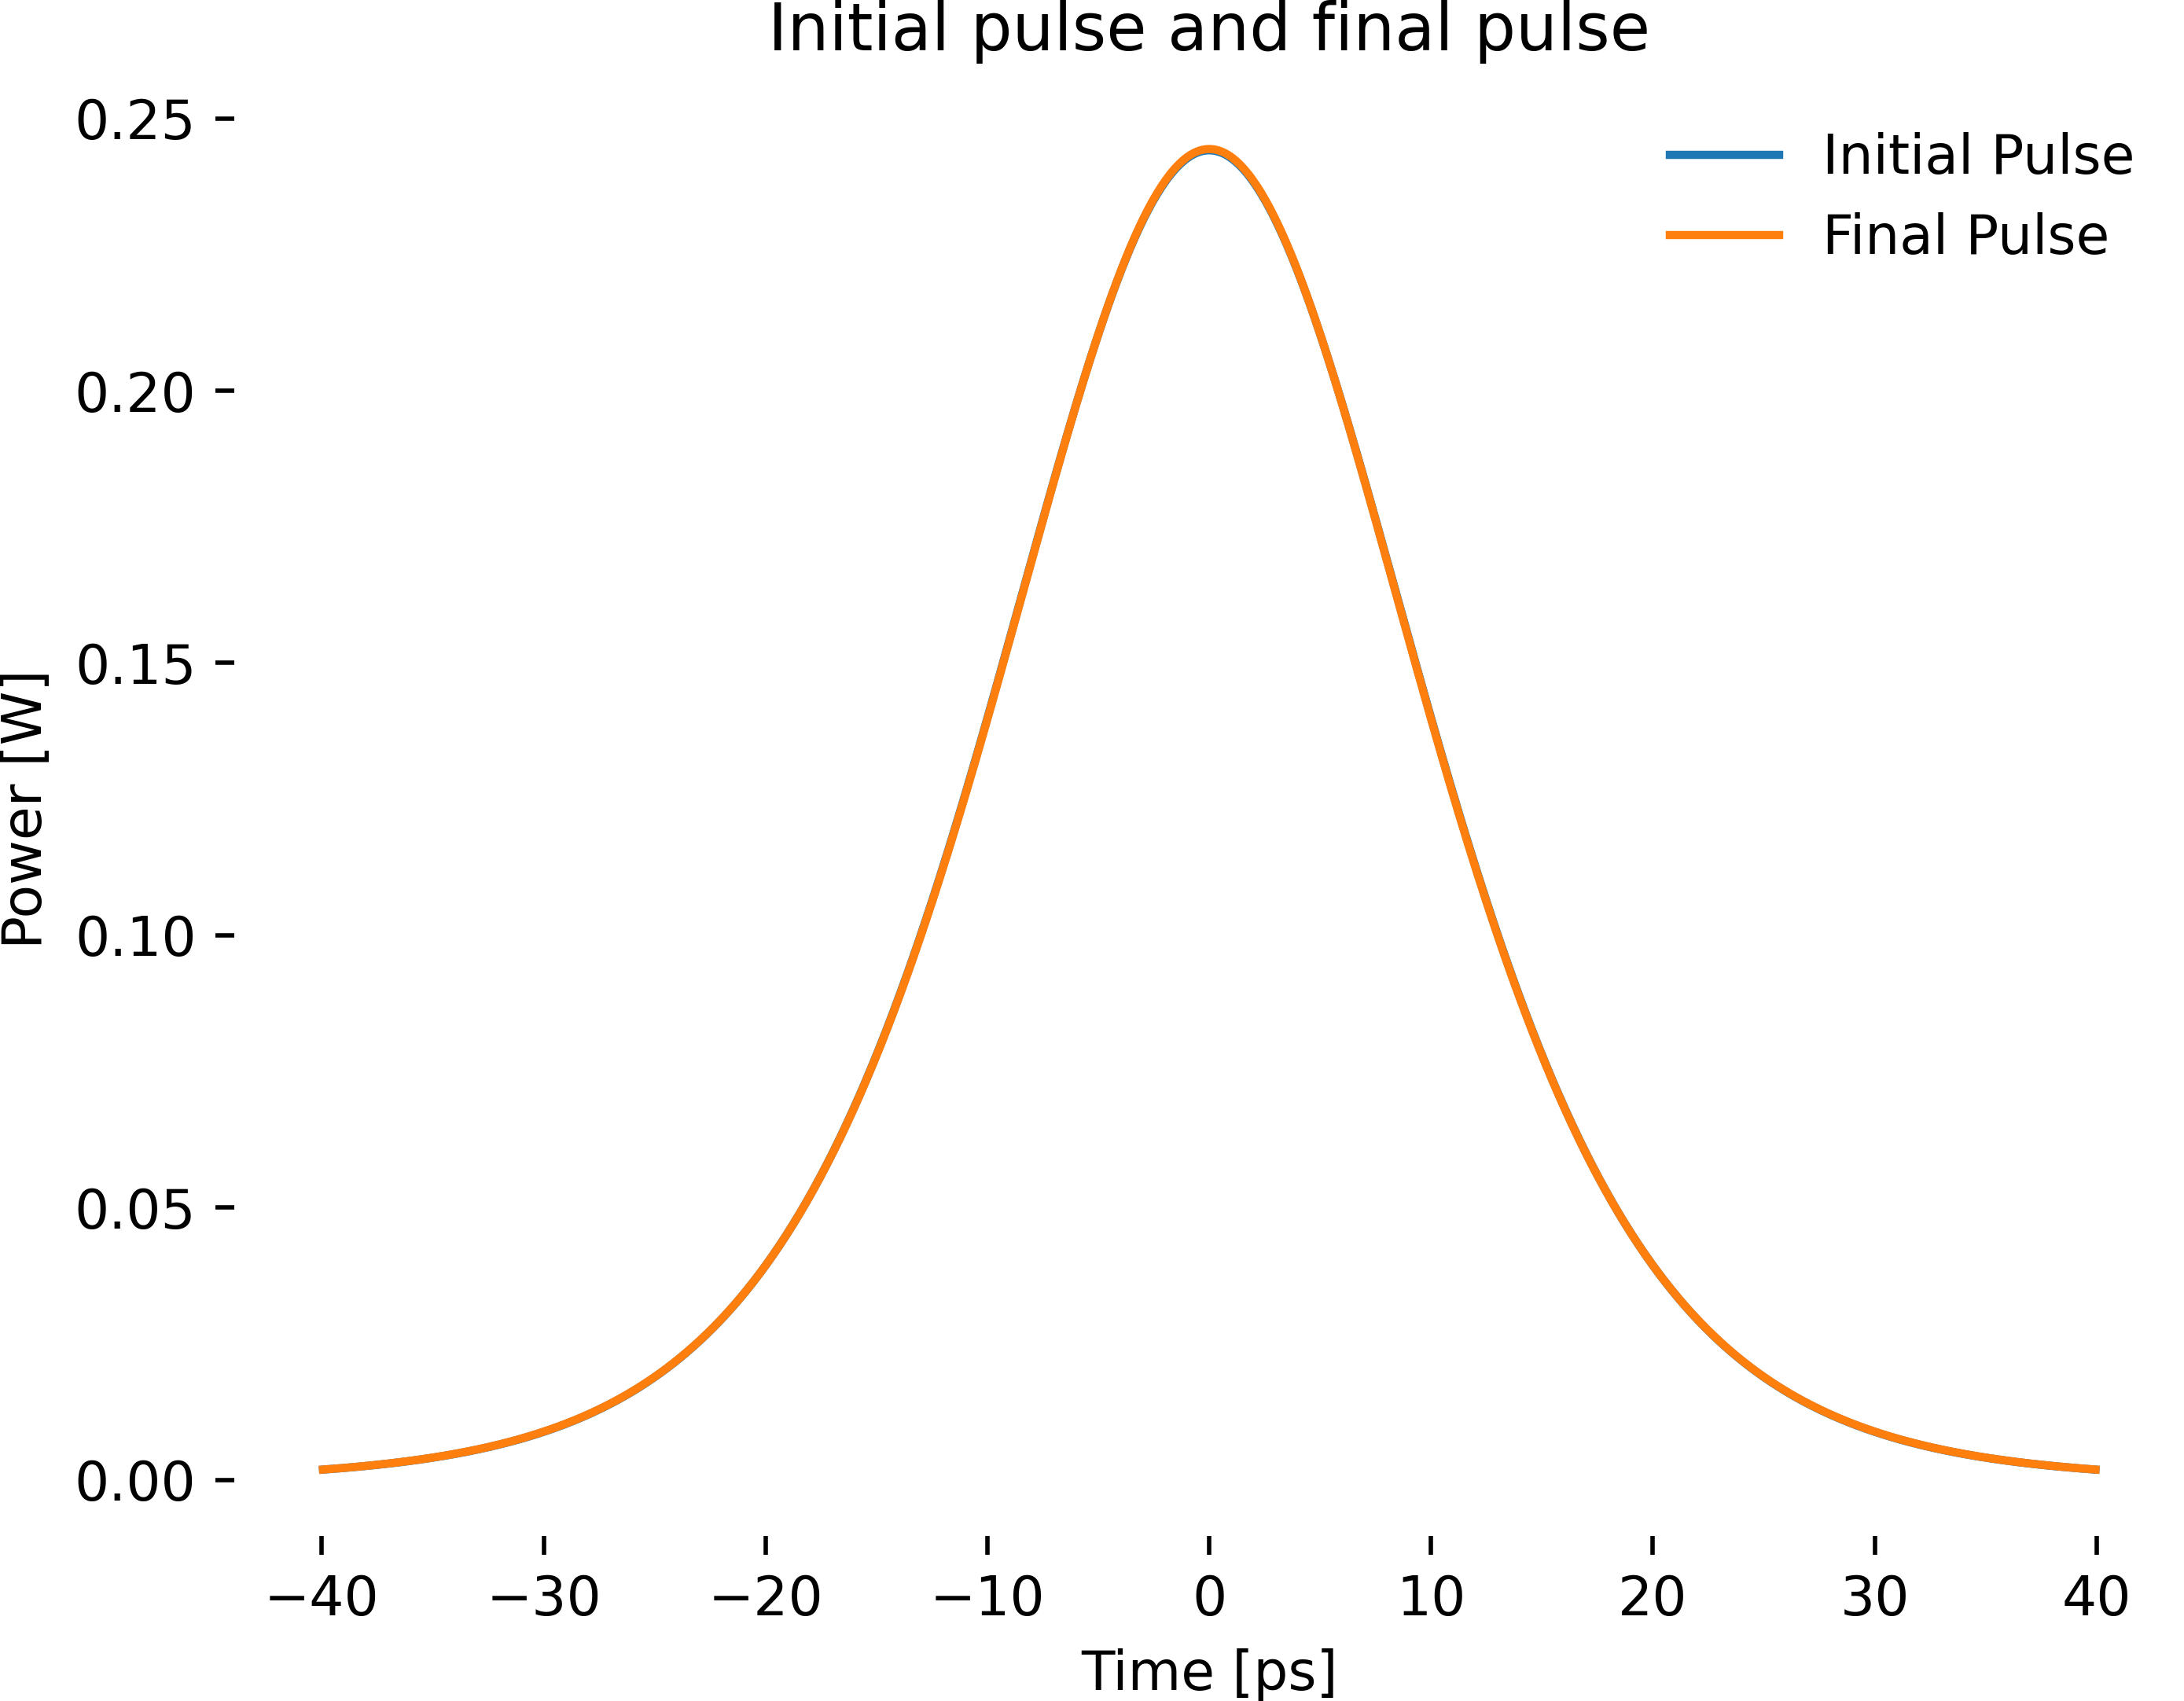 Initial pulse and final pulse
Initial Pulse
Final Pulse
Power [W]
0.25
0.20
0.15
0.10
0.05
0.00
−40 −30 −20 −10 0 10 20 30 40
Time [ps]